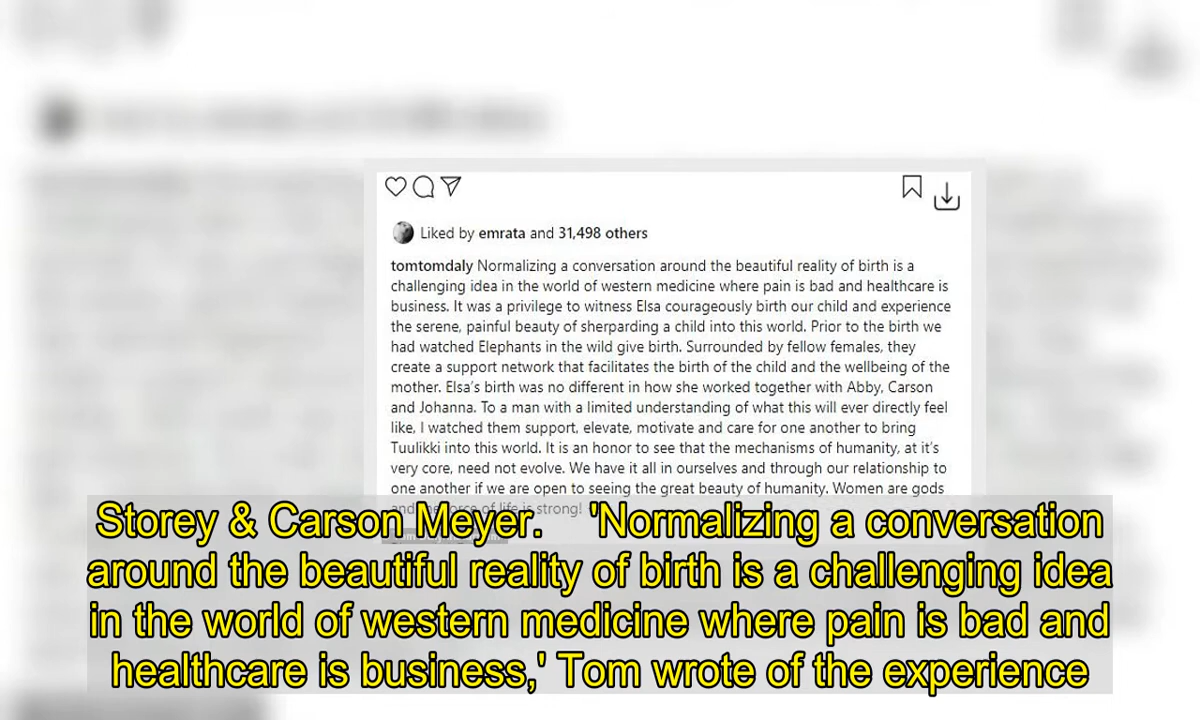 Liked by emrata and 31,498 others
tomtomdaly Normalizing a conversation around the beautiful reality of birth is a
challenging idea in the world of western medicine where pain is bad and healthcare is
business. It was a privilege to witness Elsa courageously birth our child and experience
the serene, painful beauty of sherparding a child into this world. Prior to the birth we
had watched Elephants in the wild give birth. Surrounded by fellow females, they
create a support network that facilitates the birth of the child and the wellbeing of the
mother. Elsa's birth was no different in how she worked together with Abby, Carson
and Johanna. To a man with a limited understanding of what this will ever directly feel
like, I watched them support, elevate, motivate and care for one another to bring
Tuulikki into this world. It is an honor to see that the mechanisms of humanity, at it's
very core, need not evolve. We have it all in ourselves and through our relationship to
one another if we are open to seeing the great beauty of humanity. Women are gods
of life is strong!
Storey & Carson Meyer. 'Normalizing a conversation
around the beautiful reality of birth is a challenging idea
in the world of western medicine where pain is bad and
healthcare is business,' Tom wrote of the experience